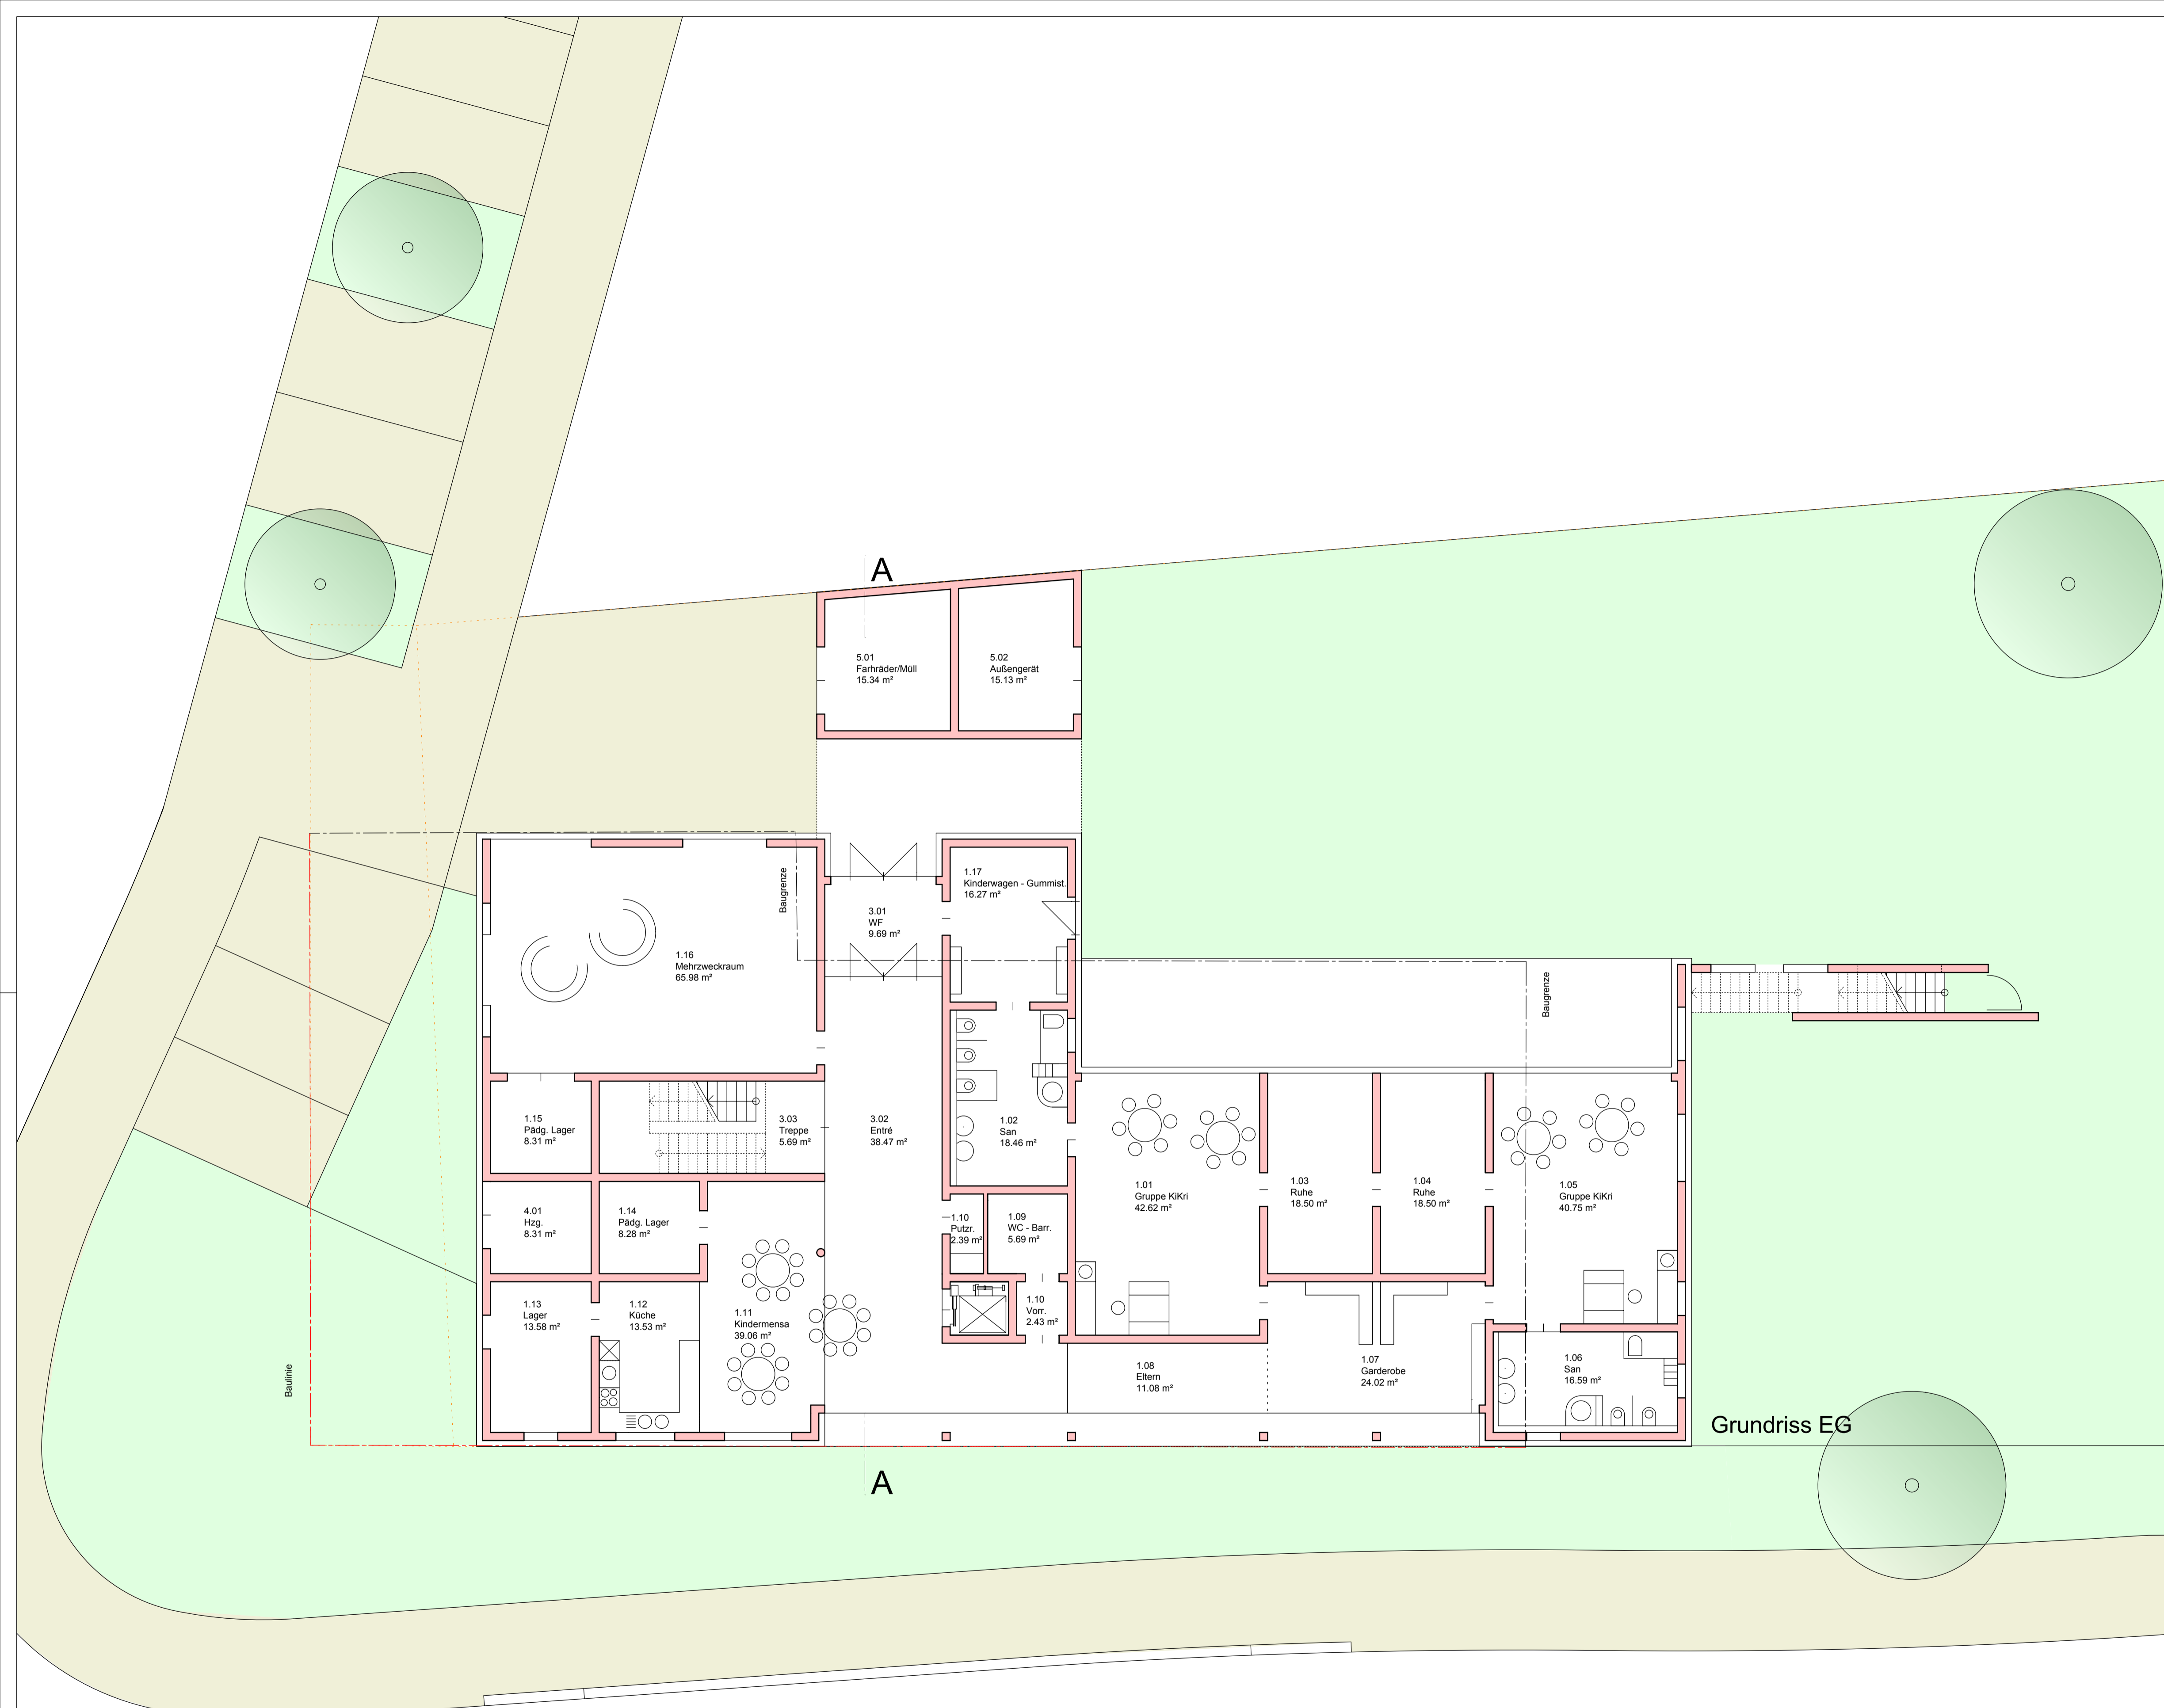 A
5.01
Farhräder/Müll
15.34 m²
5.02
Außengerät
15.13 m²
Baugrenze
1.17
Kinderwagen - Gummist.
16.27 m²
3.01
WF
9.69 m²
1.16
Mehrzweckraum
65.98 m²
Baugrenze
1.15
Pädg. Lager
8.31 m²
3.03
Treppe
5.69 m²
3.02
Entré
38.47 m²
1.02
San
18.46 m²
1.01
Gruppe KiKri
42.62 m²
1.03
Ruhe
18.50 m²
1.04
Ruhe
18.50 m²
1.05
Gruppe KiKri
40.75 m²
4.01
Hzg.
8.31 m²
1.14
Pädg. Lager
8.28 m²
1.10
Putzr.
2.39 m²
1.09
WC - Barr.
5.69 m²
1.13
Lager
13.58 m²
1.12
Küche
13.53 m²
1.11
Kindermensa
39.06 m²
1.10
Vorr.
2.43 m²
1.08
Eltern
11.08 m²
1.07
Garderobe
24.02 m²
1.06
San
16.59 m²
Baulinie
Grundriss EG
A